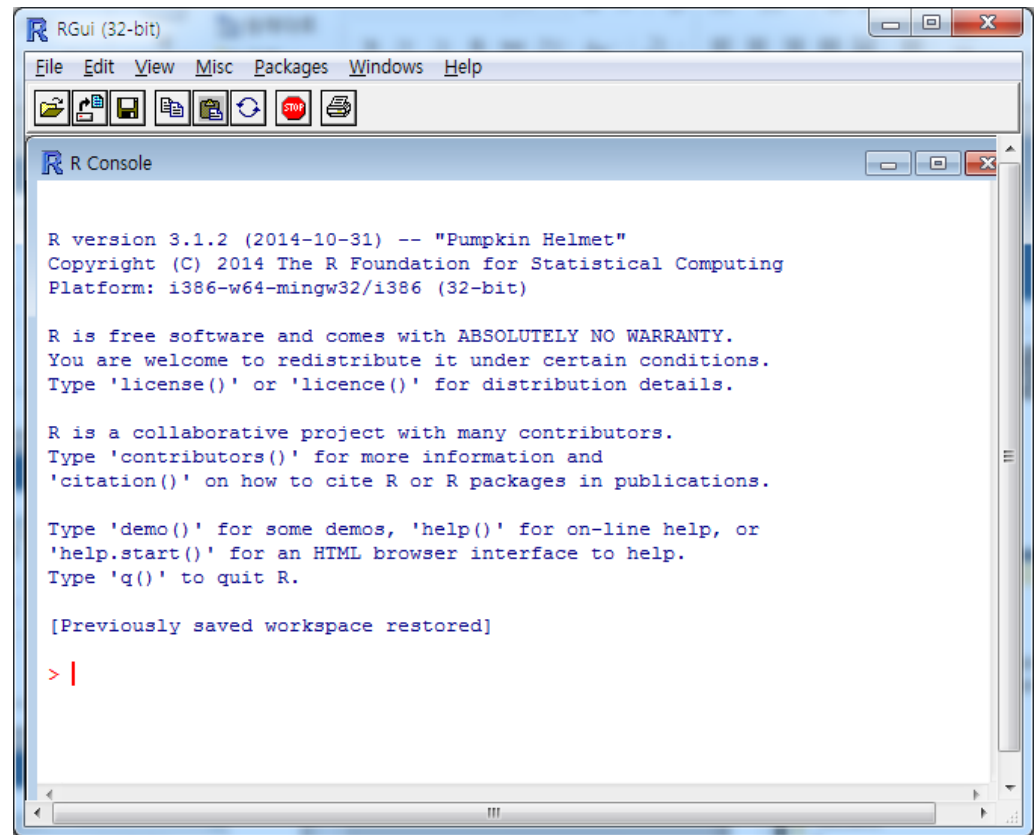 RGui (32-bit)
File Edit View Misc Packages Windows Help
STOP
R Console
R version 3.1.2 (2014-10-31) -- "Pumpkin Helmet"
Copyright (C) 2014 The R Foundation for Statistical Computing
Platform: i386-w64-mingw32/i386 (32-bit)
R is free software and comes with ABSOLUTELY NO WARRANTY.
You are welcome to redistribute it under certain conditions.
Type 'license()' or 'licence()' for distribution details.
R is a collaborative project with many contributors.
Type 'contributors()' for more information and
'citation()' on how to cite R or R packages in publications.
Type 'demo()' for some demos, 'help()' for on-line help, or
'help.start()' for an HTML browser interface to help.
Type 'q()' to quit R.
[Previously saved workspace restored]
>